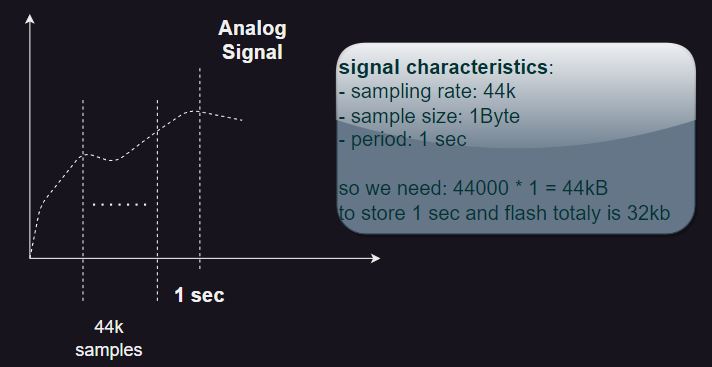 Analog
Signal
signal characteristics:
- sampling rate: 44k
- sample size: 1Byte
- period: 1 sec
so we need: 44000 * 1 = 44kB
to store 1 sec and flash totaly is 32kb
1 sec
44k
samples